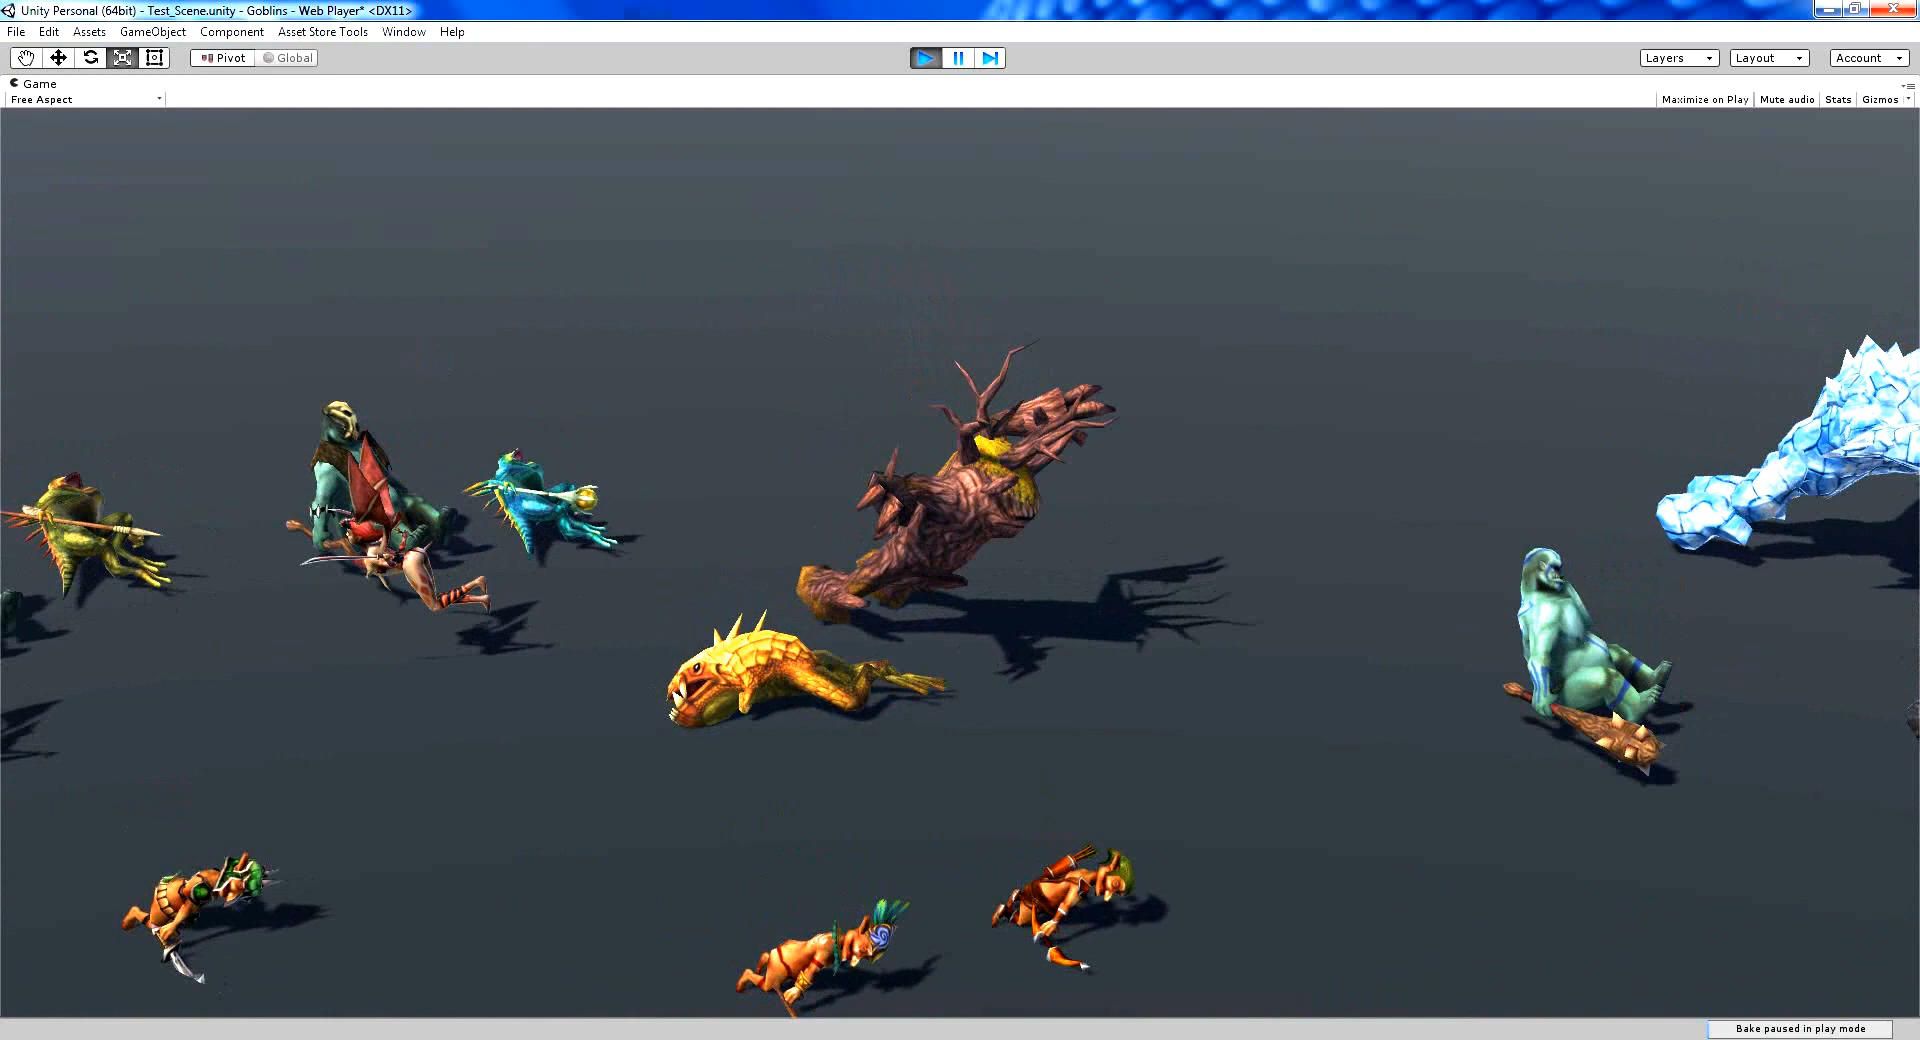 Unity Personal (64bit) - Test_Scene.unity - Goblins - Web Player* <DX11>
File Edit Assets GameObject Component Asset Store Tools Window Help
Pivot Global Layers Layout Account
Game
Free Aspect Maximize on Play Mute audio Stats Gizmos
Bake paused in play mode